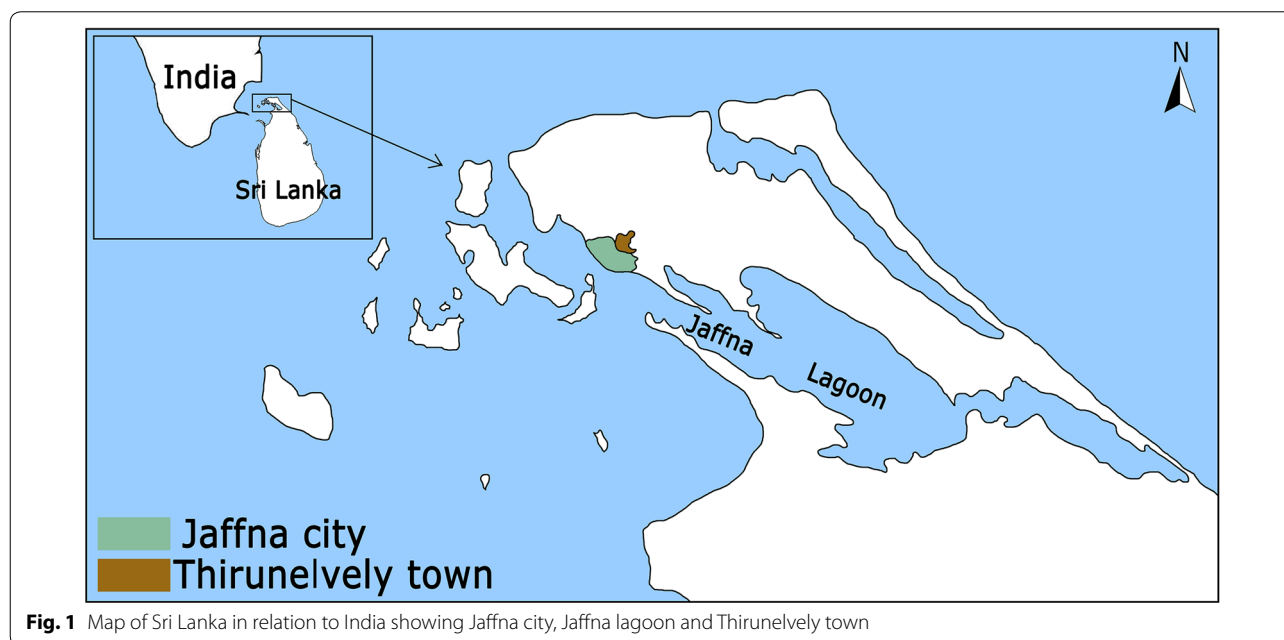 India
Sri Lanka
N
Jaffna
Lagoon
Jaffna city
Thirunelvely town
Fig. 1 Map of Sri Lanka in relation to India showing Jaffna city, Jaffna lagoon and Thirunelvely town